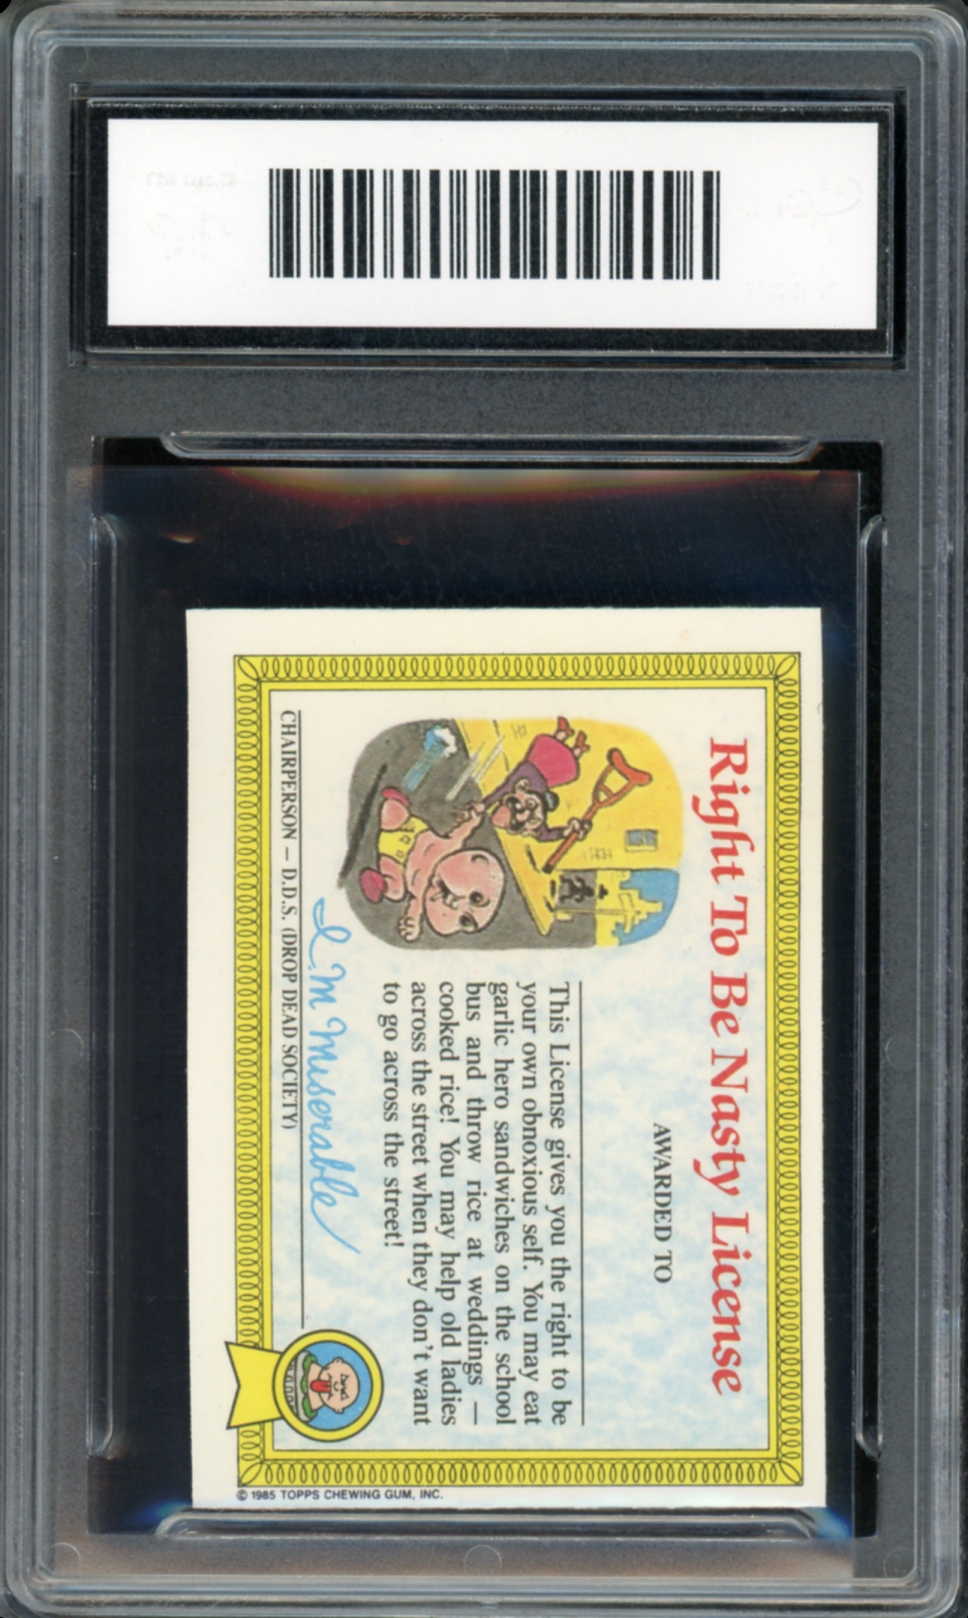 Right To Be Nasty License
AWARDED TO
This License gives you the right to be
your own obnoxious self. You may eat
garlic hero sandwiches on the school
bus and throw rice at weddings —
cooked rice! You may help old ladies
across the street when they don't want
to go across the street!
I. M. Miserable
CHAIRPERSON — D.D.S. (DROP DEAD SOCIETY)
© 1985 TOPPS CHEWING GUM, INC.